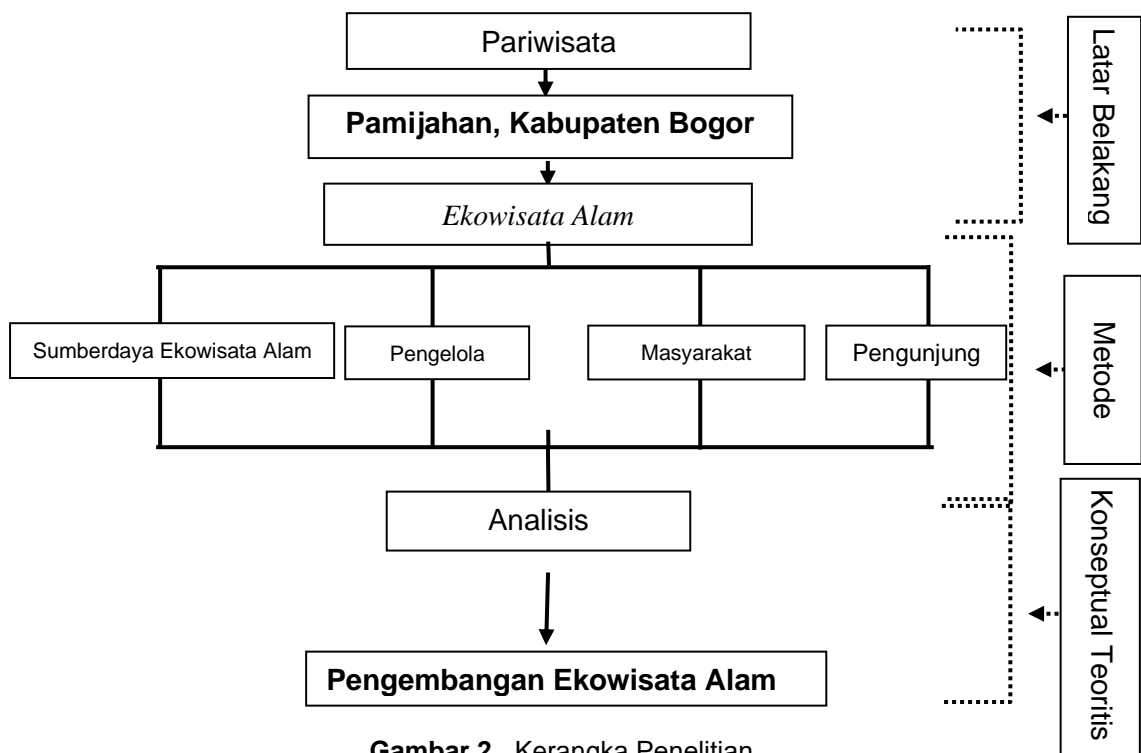 Pariwisata
Pamijahan, Kabupaten Bogor
Ekowisata Alam
Sumberdaya Ekowisata Alam
Pengelola
Masyarakat
Pengunjung
Analisis
Pengembangan Ekowisata Alam
Latar Belakang
Metode
Konseptual Teoritis
Gambar 2 Kerangka Penelitian